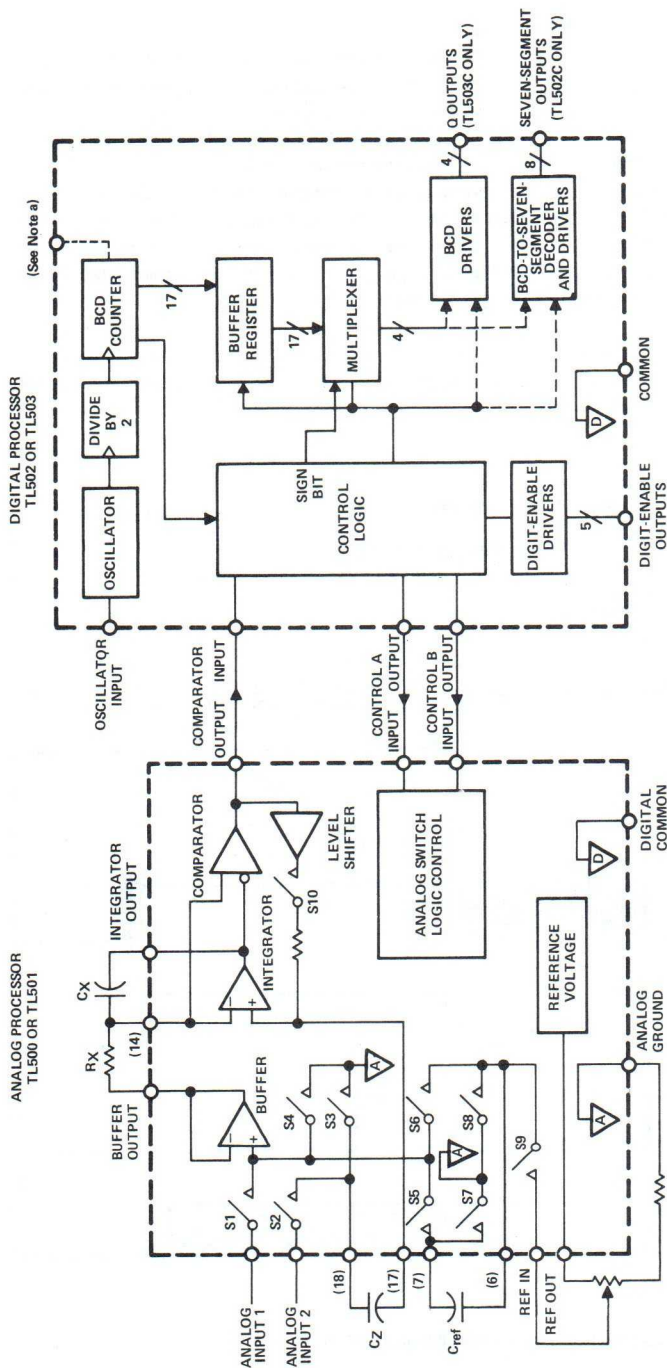 ANALOG PROCESSOR
TL500 OR TL501
DIGITAL PROCESSOR
TL502 OR TL503
(See Note a)
BUFFER
OUTPUT
RX
(14)
CX
INTEGRATOR
OUTPUT
ANALOG
INPUT 1
ANALOG
INPUT 2
(18)
CZ
(17)
(7)
Cref
(6)
REF IN
REF OUT
S1
S2
BUFFER
S4
S3
A
S5
S6
A
S7
S8
S9
INTEGRATOR
COMPARATOR
S10
LEVEL
SHIFTER
ANALOG SWITCH
LOGIC CONTROL
REFERENCE
VOLTAGE
A
D
ANALOG
GROUND
DIGITAL
COMMON
COMPARATOR
OUTPUT INPUT
CONTROL A
INPUT OUTPUT
CONTROL B
INPUT OUTPUT
OSCILLATOR
INPUT
OSCILLATOR
DIVIDE
BY
2
BCD
COUNTER
17
BUFFER
REGISTER
17
MULTIPLEXER
4
SIGN
BIT
CONTROL
LOGIC
DIGIT-ENABLE
DRIVERS
5
DIGIT-ENABLE
OUTPUTS
D
COMMON
BCD
DRIVERS
4
Q OUTPUTS
(TL503C ONLY)
BCD-TO-SEVEN-
SEGMENT
DECODER
AND DRIVERS
8
SEVEN-SEGMENT
OUTPUTS
(TL502C ONLY)